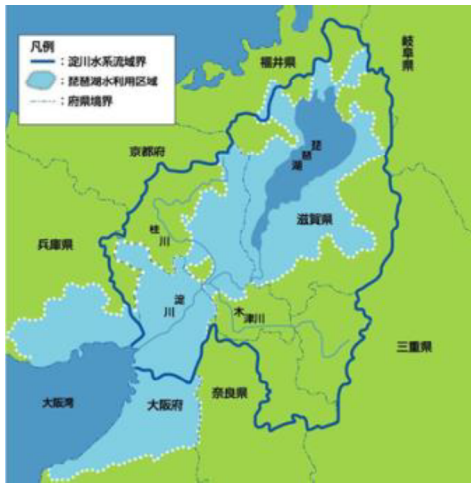 凡例
：淀川水系流域界
：琵琶湖水利用区域
：府県境界
福井県
岐阜県
京都府
琵琶湖
滋賀県
兵庫県
桂川
淀川
木津川
三重県
大阪湾
大阪府
奈良県